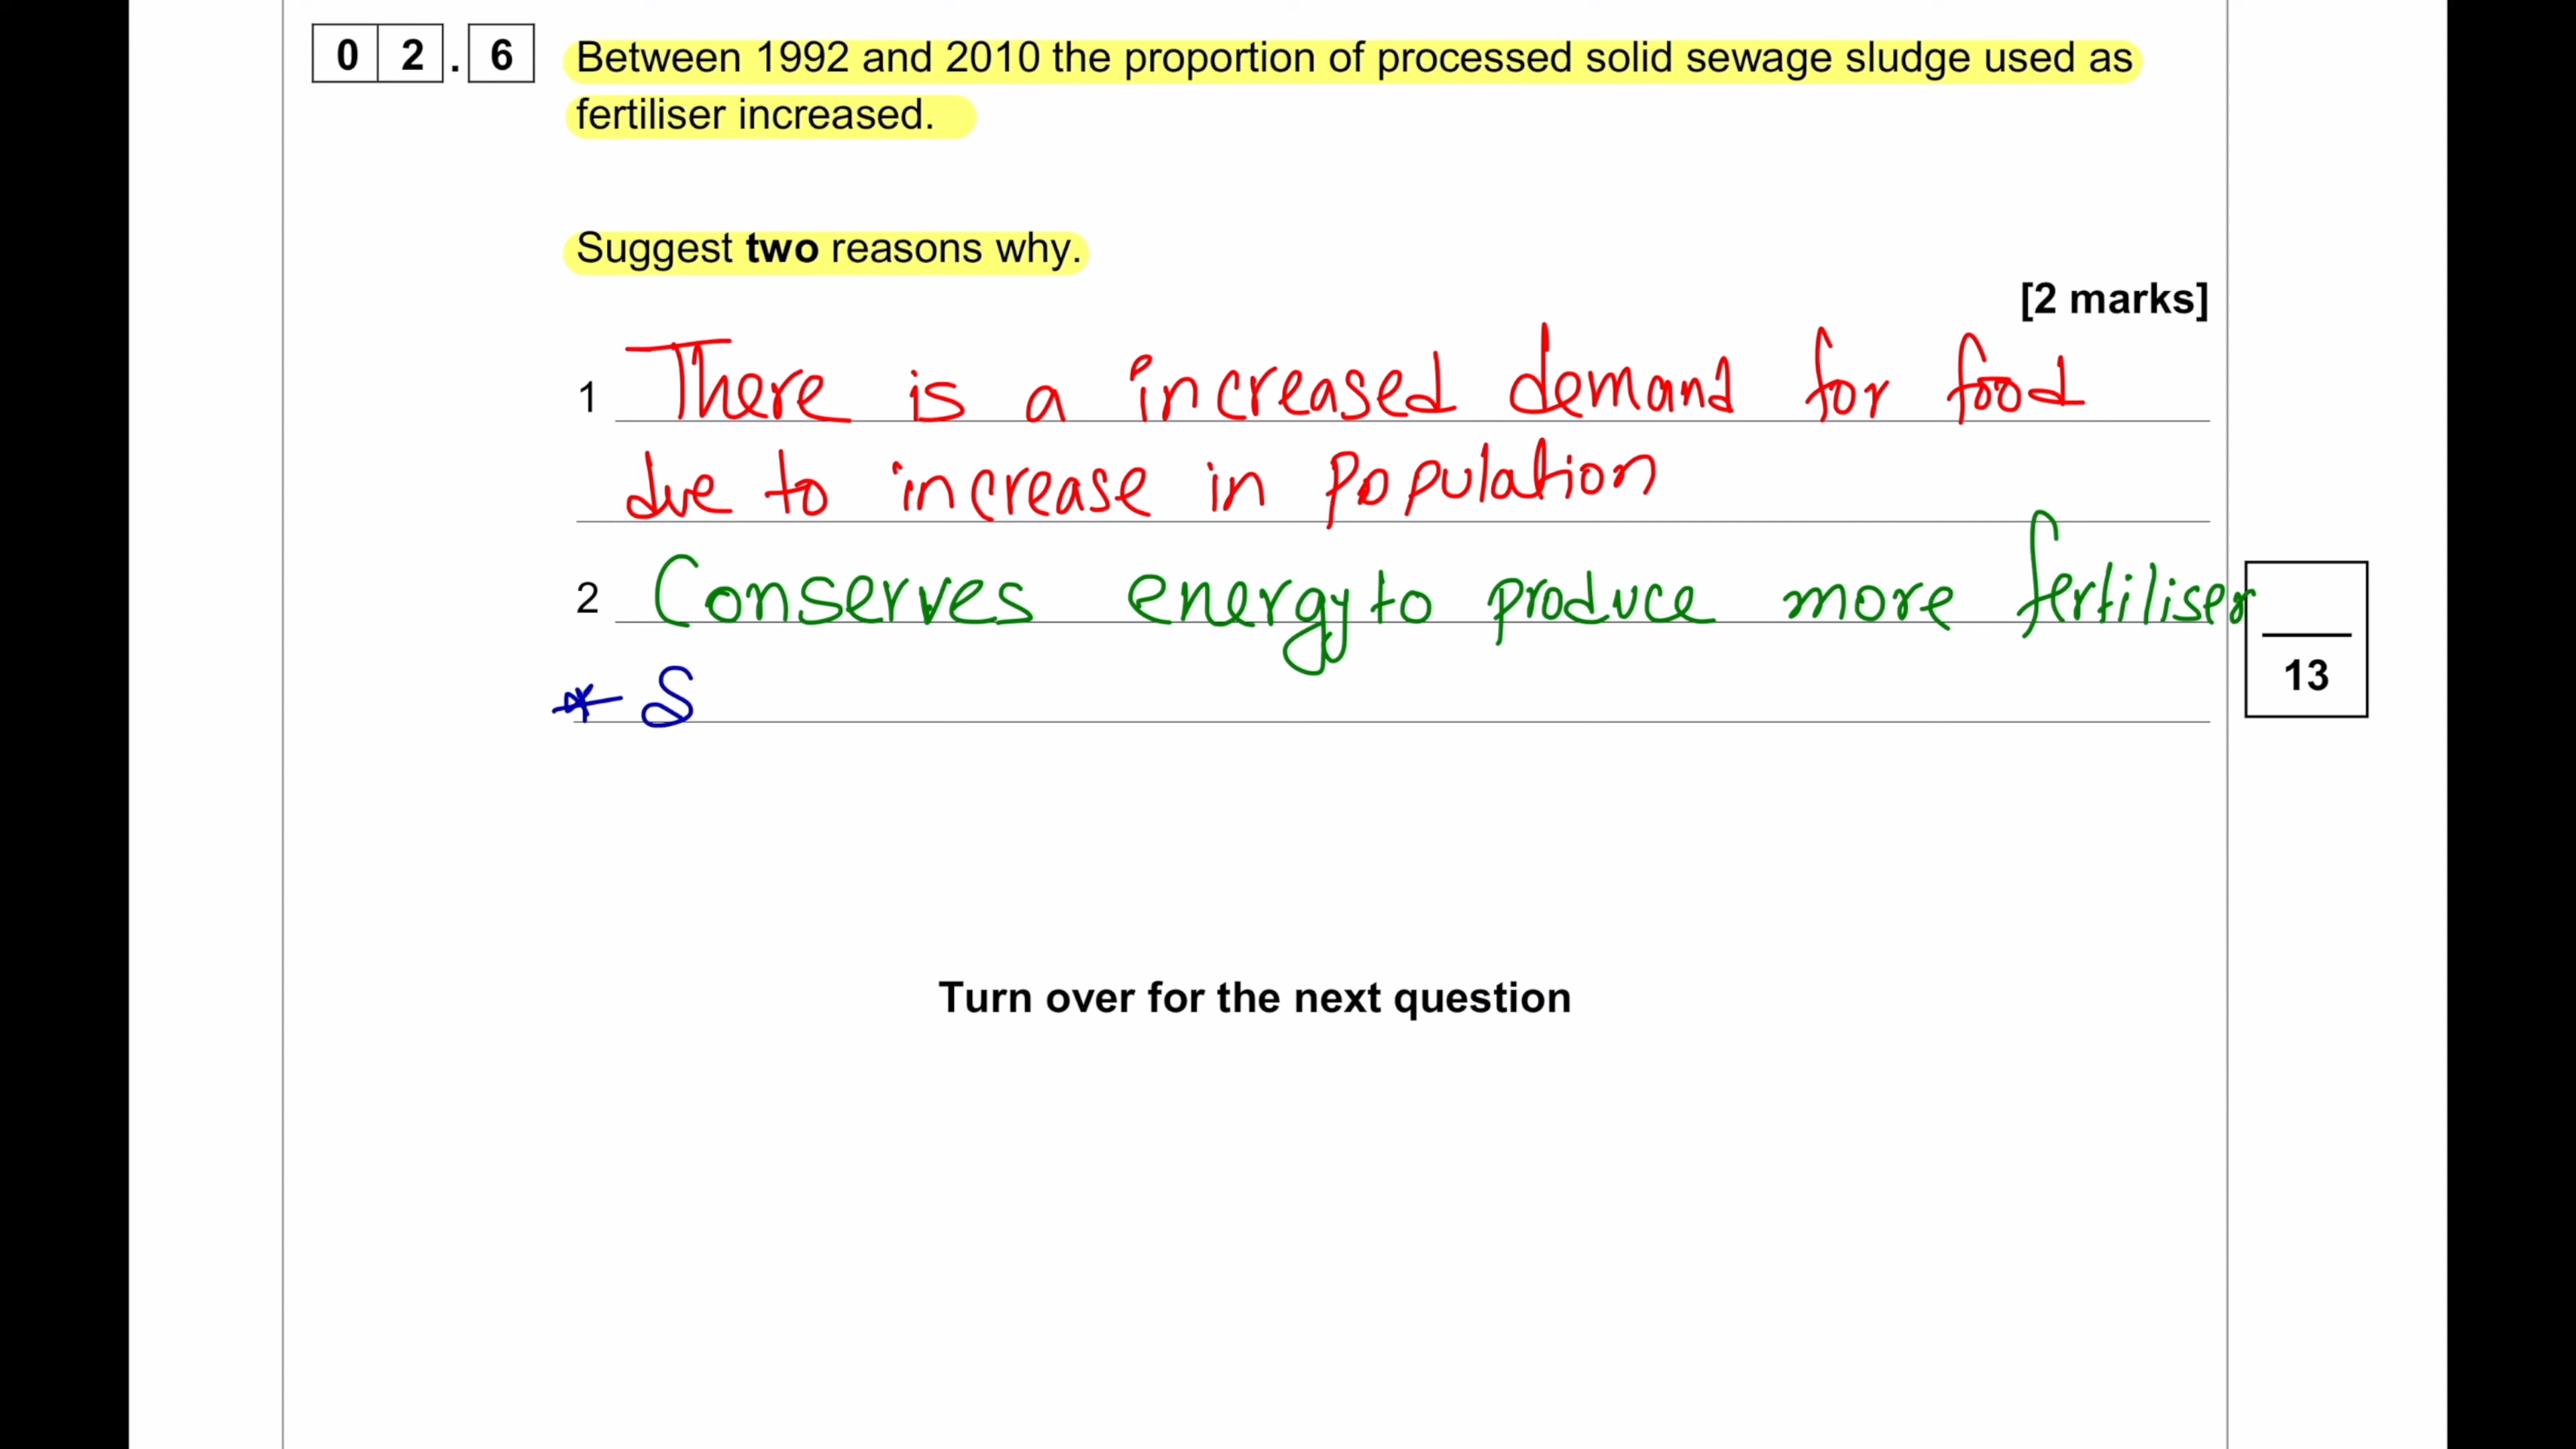 02.6 Between 1992 and 2010 the proportion of processed solid sewage sludge used as
fertiliser increased.
Suggest two reasons why.
[2 marks]
1 There is a increased demand for food
due to increase in population
2 Conserves energy to produce more fertiliser
* S
13
Turn over for the next question